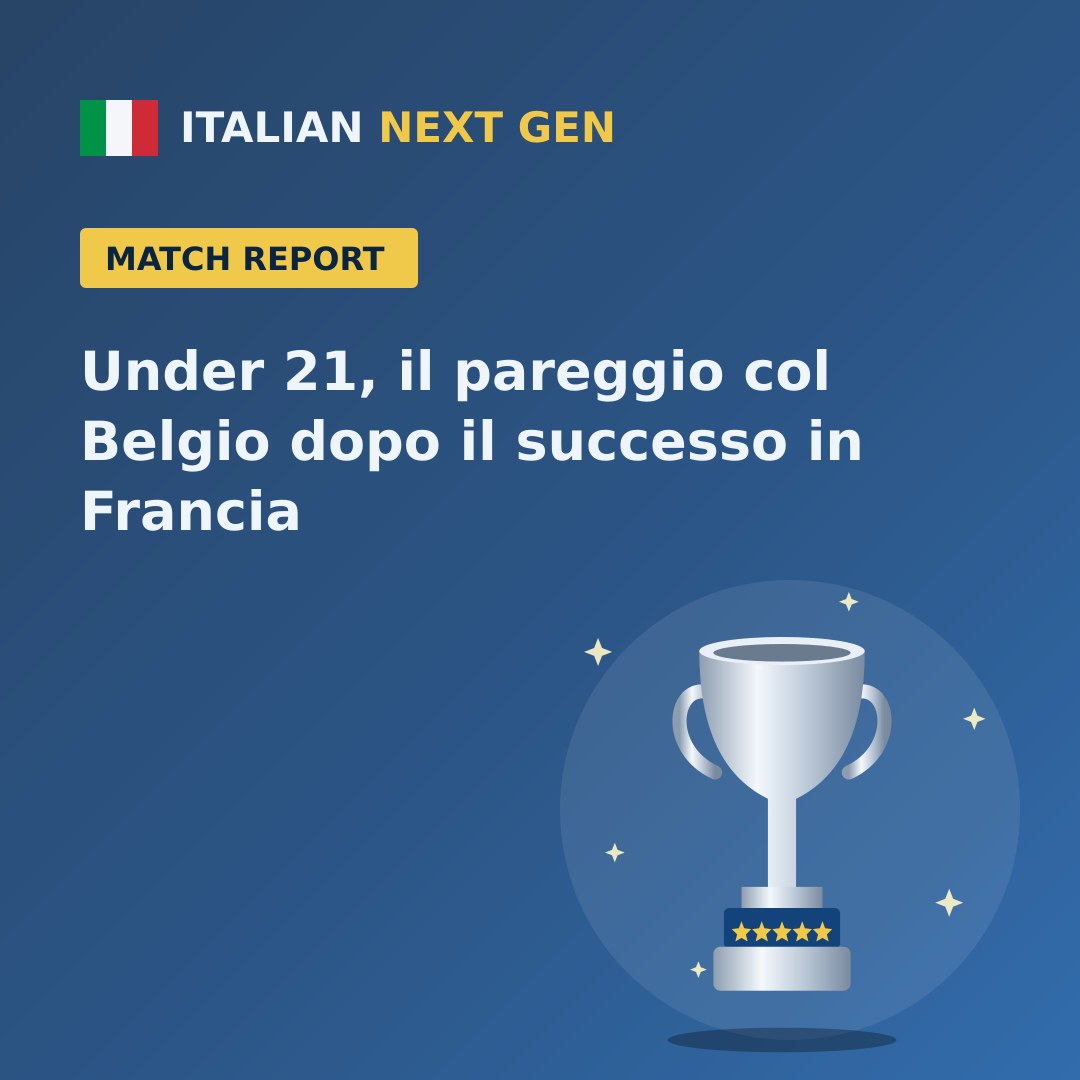 ITALIAN NEXT GEN
MATCH REPORT
Under 21, il pareggio col
Belgio dopo il successo in
Francia